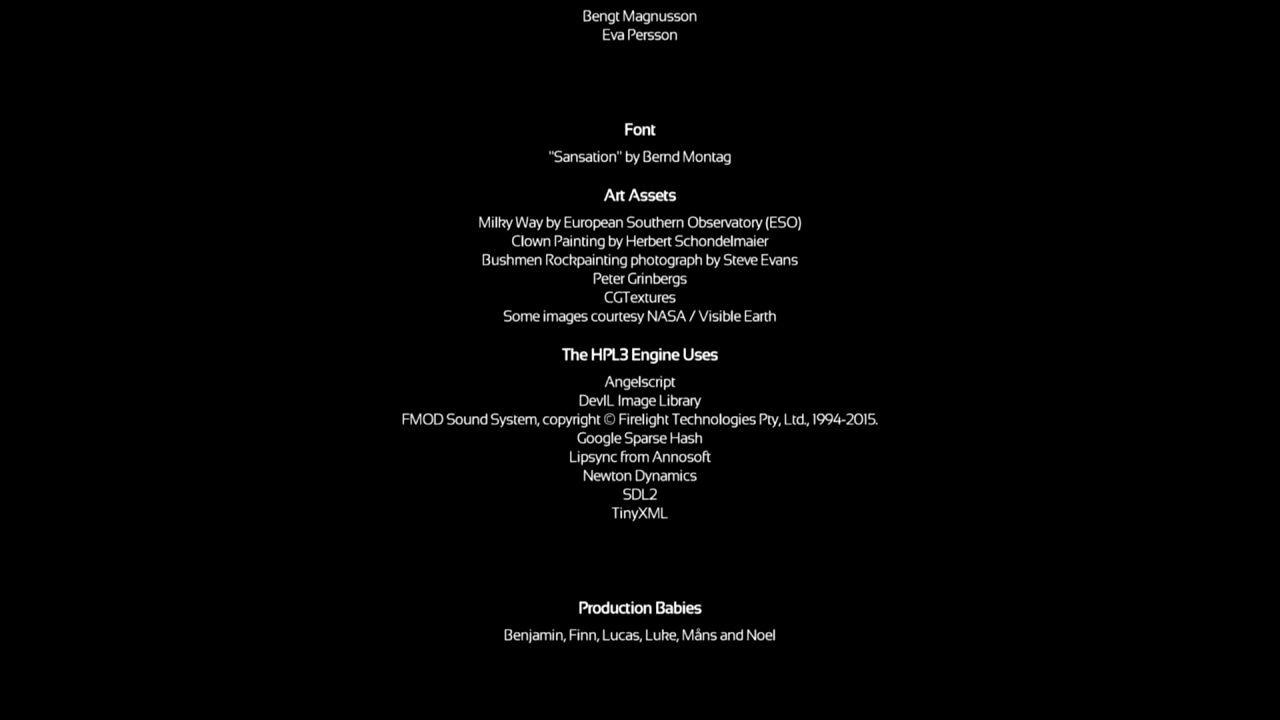 Bengt Magnusson
Eva Persson
Font
"Sansation" by Bernd Montag
Art Assets
Milky Way by European Southern Observatory (ESO)
Clown Painting by Herbert Schondelmaier
Bushmen Rockpainting photograph by Steve Evans
Peter Grinbergs
CGTextures
Some images courtesy NASA / Visible Earth
The HPL3 Engine Uses
Angelscript
DevIL Image Library
FMOD Sound System, copyright © Firelight Technologies Pty, Ltd., 1994-2015.
Google Sparse Hash
Lipsync from Annosoft
Newton Dynamics
SDL2
TinyXML
Production Babies
Benjamin, Finn, Lucas, Luke, Måns and Noel